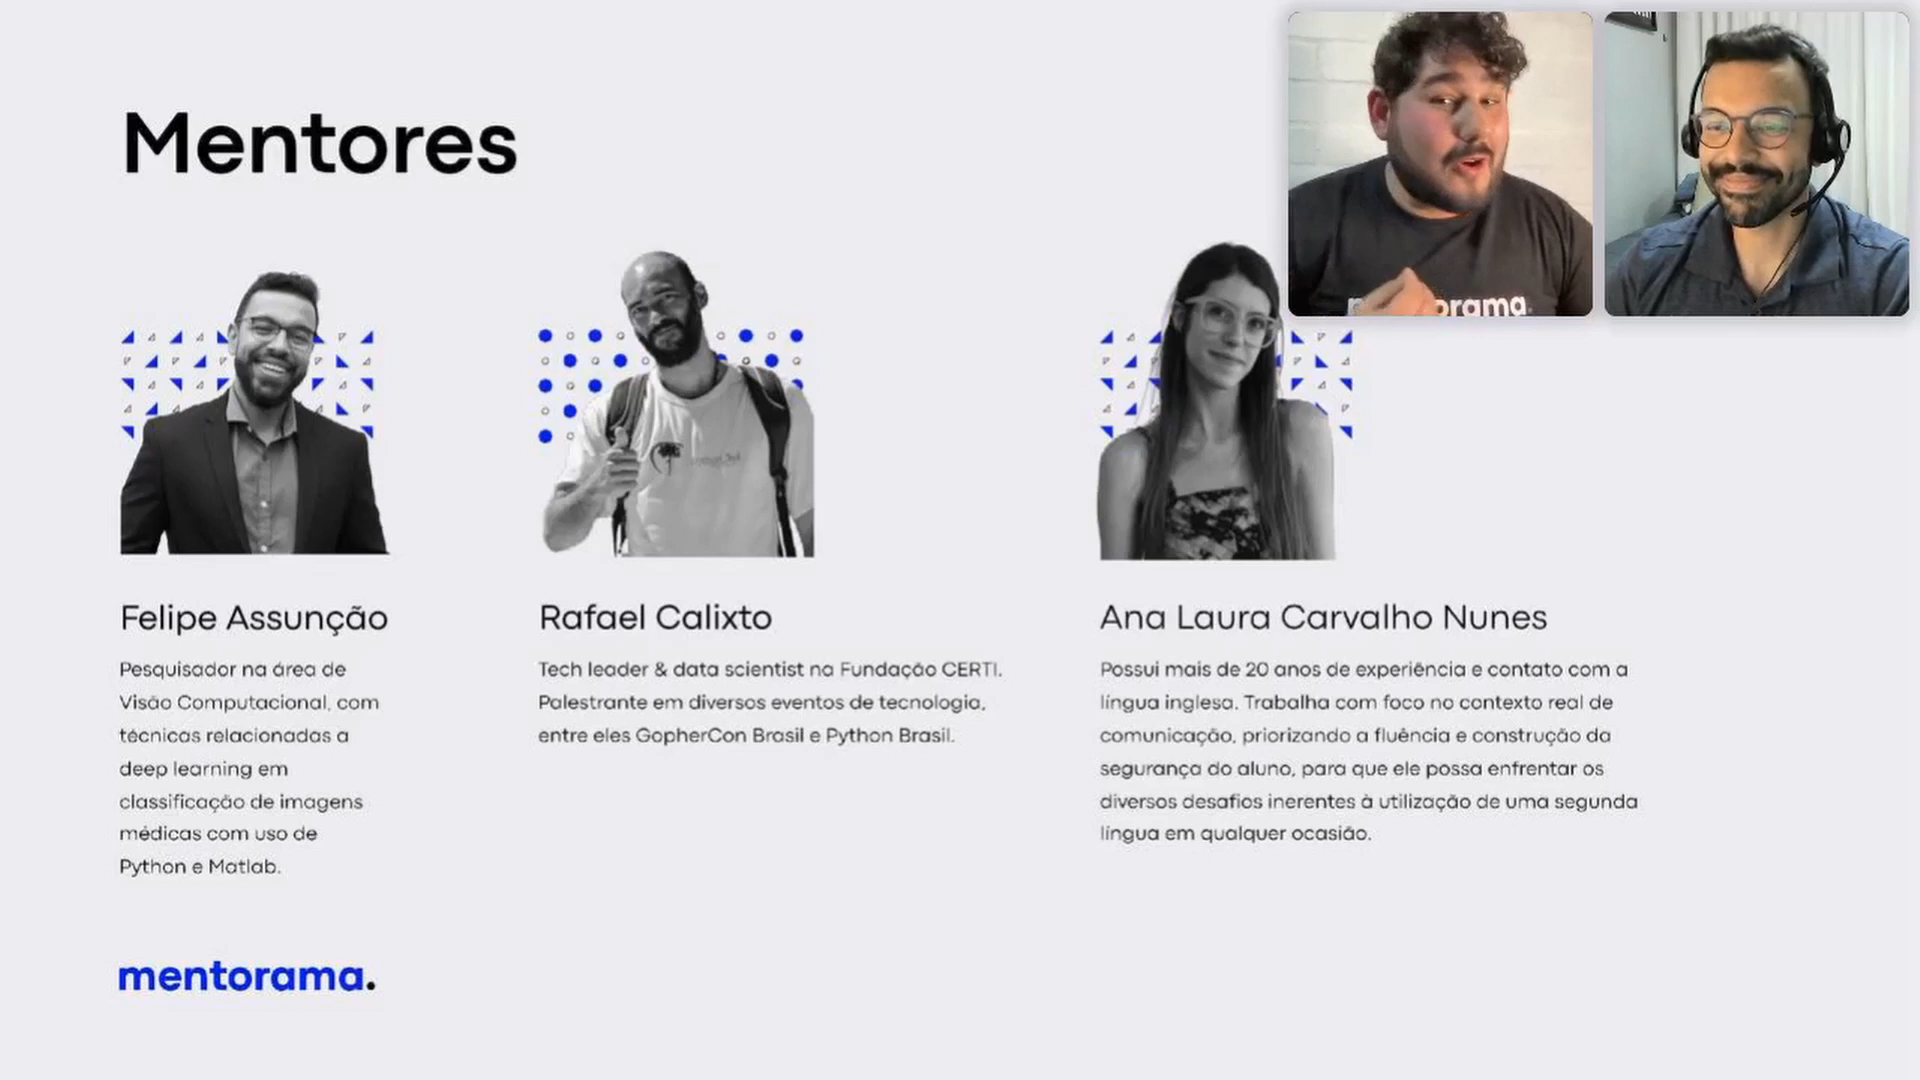 Mentores
Felipe Assunção
Pesquisador na área de
Visão Computacional, com
técnicas relacionadas a
deep learning em
classificação de imagens
médicas com uso de
Python e Matlab.
Rafael Calixto
Tech leader & data scientist na Fundação CERTI.
Palestrante em diversos eventos de tecnologia,
entre eles GopherCon Brasil e Python Brasil.
Ana Laura Carvalho Nunes
Possui mais de 20 anos de experiência e contato com a
língua inglesa. Trabalha com foco no contexto real de
comunicação, priorizando a fluência e construção da
segurança do aluno, para que ele possa enfrentar os
diversos desafios inerentes à utilização de uma segunda
língua em qualquer ocasião.
mentorama.